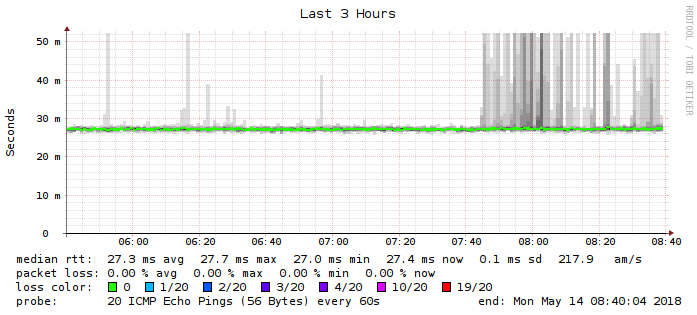 Last 3 Hours
RRDTOOL / TOBI OETIKER
Seconds
50 m
40 m
30 m
20 m
10 m
0
06:00 06:20 06:40 07:00 07:20 07:40 08:00 08:20 08:40
median rtt: 27.3 ms avg 27.7 ms max 27.0 ms min 27.4 ms now 0.1 ms sd 217.9 am/s
packet loss: 0.00 % avg 0.00 % max 0.00 % min 0.00 % now
loss color: 0 1/20 2/20 3/20 4/20 10/20 19/20
probe: 20 ICMP Echo Pings (56 Bytes) every 60s end: Mon May 14 08:40:04 2018